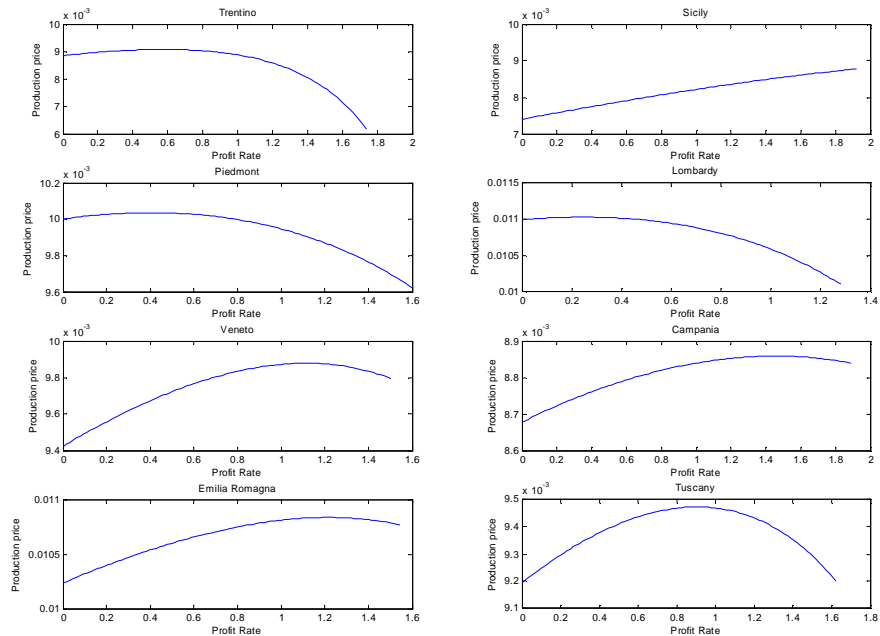 Trentino
x 10⁻³
10
9
8
7
6
Production price
0 0.2 0.4 0.6 0.8 1 1.2 1.4 1.6 1.8 2
Profit Rate
Sicily
x 10⁻³
10
9
8
7
Production price
0 0.2 0.4 0.6 0.8 1 1.2 1.4 1.6 1.8 2
Profit Rate
Piedmont
x 10⁻³
10.2
10
9.8
9.6
Production price
0 0.2 0.4 0.6 0.8 1 1.2 1.4 1.6
Profit Rate
Lombardy
0.0115
0.011
0.0105
0.01
Production price
0 0.2 0.4 0.6 0.8 1 1.2 1.4
Profit Rate
Veneto
x 10⁻³
10
9.8
9.6
9.4
Production price
0 0.2 0.4 0.6 0.8 1 1.2 1.4 1.6
Profit Rate
Campania
x 10⁻³
8.9
8.8
8.7
8.6
Production price
0 0.2 0.4 0.6 0.8 1 1.2 1.4 1.6 1.8 2
Profit Rate
Emilia Romagna
0.011
0.0105
0.01
Production price
0 0.2 0.4 0.6 0.8 1 1.2 1.4 1.6
Profit Rate
Tuscany
x 10⁻³
9.5
9.4
9.3
9.2
9.1
Production price
0 0.2 0.4 0.6 0.8 1 1.2 1.4 1.6 1.8
Profit Rate